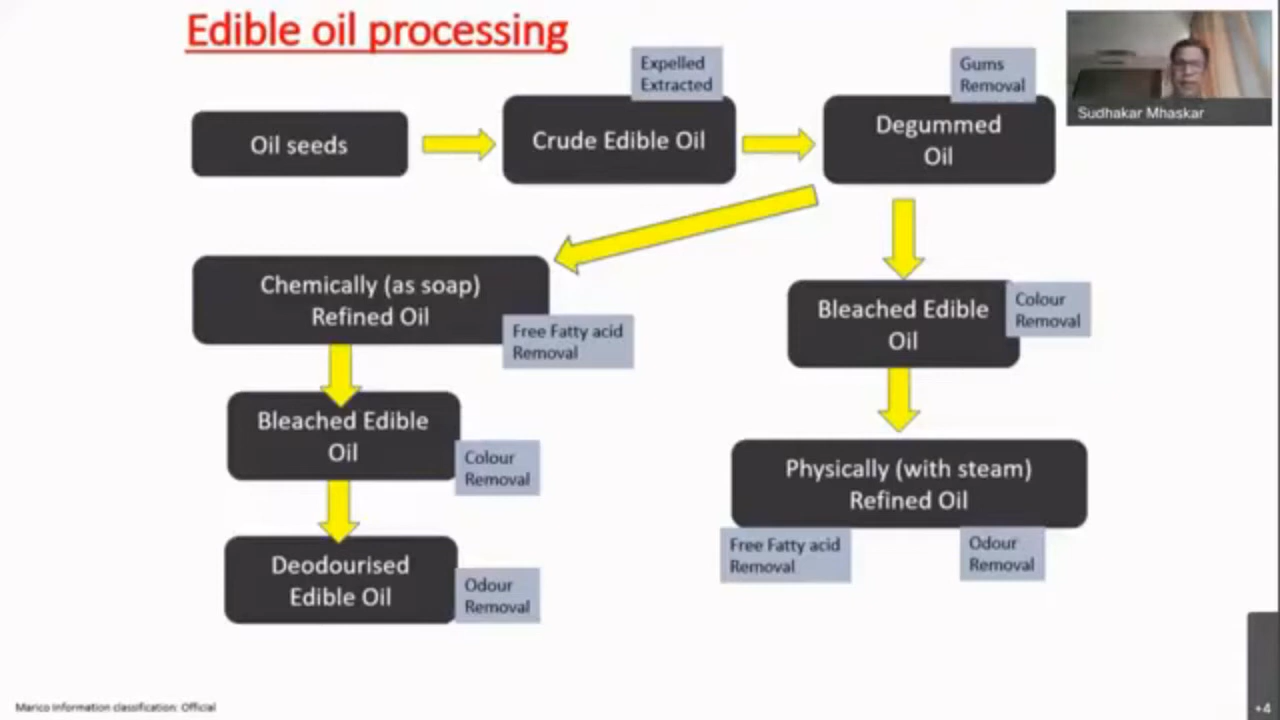 Edible oil processing
Expelled
Extracted
Gums
Removal
Sudhakar Mhaskar
Oil seeds
Crude Edible Oil
Degummed
Oil
Chemically (as soap)
Refined Oil
Free Fatty acid
Removal
Bleached Edible
Oil
Colour
Removal
Bleached Edible
Oil
Colour
Removal
Physically (with steam)
Refined Oil
Free Fatty acid
Removal
Odour
Removal
Deodourised
Edible Oil
Odour
Removal
Marico Information classification: Official
+4